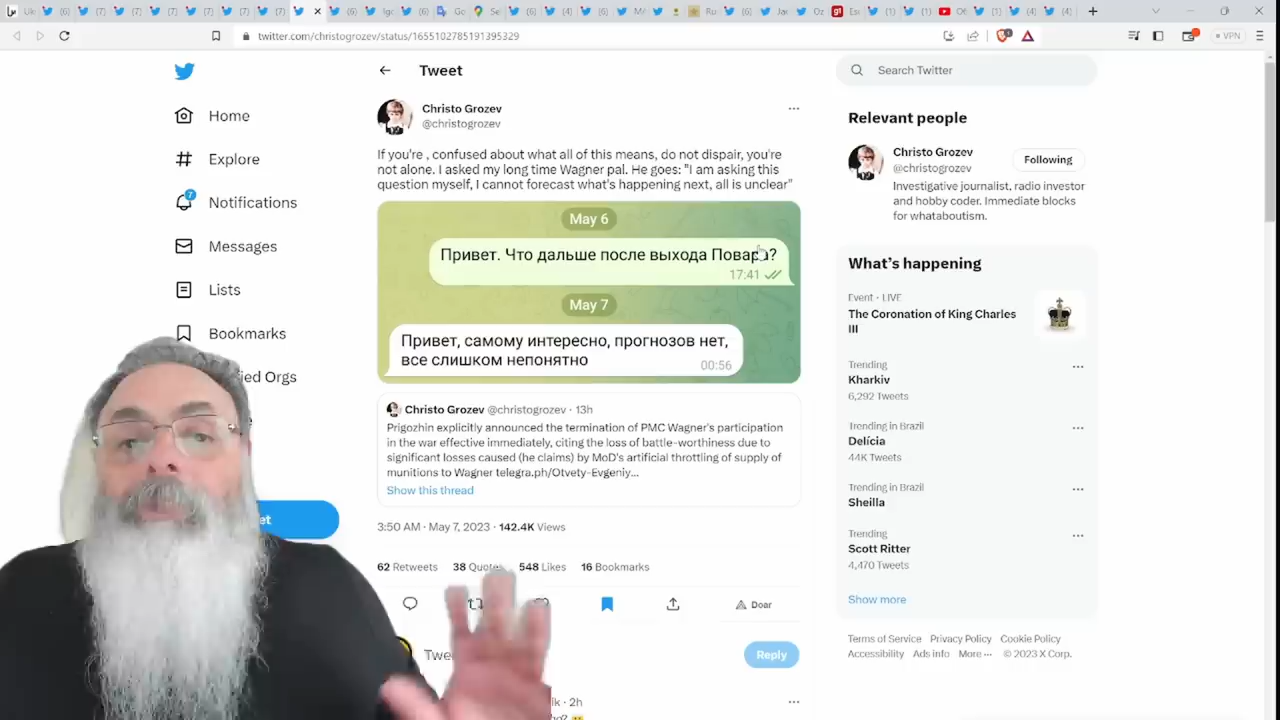 twitter.com/christogrozev/status/1655102785191395329
VPN
Home
Explore
7
Notifications
Messages
Lists
Bookmarks
Orgs
Tweet
Christo Grozev
@christogrozev
If you're , confused about what all of this means, do not dispair, you're
not alone. I asked my long time Wagner pal. He goes: "I am asking this
question myself, I cannot forecast what's happening next, all is unclear"
May 6
Привет. Что дальше после выхода Повара?
17:41
May 7
Привет, самому интересно, прогнозов нет,
все слишком непонятно
00:56
Christo Grozev @christogrozev · 13h
Prigozhin explicitly announced the termination of PMC Wagner's participation
in the war effective immediately, citing the loss of battle-worthiness due to
significant losses caused (he claims) by MoD's artificial throttling of supply of
munitions to Wagner telegra.ph/Otvety-Evgeniy...
Show this thread
3:50 AM · May 7, 2023 · 142.4K Views
62 Retweets 38 Quotes 548 Likes 16 Bookmarks
Doar
Reply
2h
Search Twitter
Relevant people
Christo Grozev
@christogrozev
Following
Investigative journalist, radio investor
and hobby coder. Immediate blocks
for whataboutism.
What's happening
Event · LIVE
The Coronation of King Charles
III
Trending
Kharkiv
6,292 Tweets
Trending in Brazil
Delícia
44K Tweets
Trending in Brazil
Sheilla
Trending
Scott Ritter
4,470 Tweets
Show more
Terms of Service Privacy Policy Cookie Policy
Accessibility Ads info More ··· © 2023 X Corp.